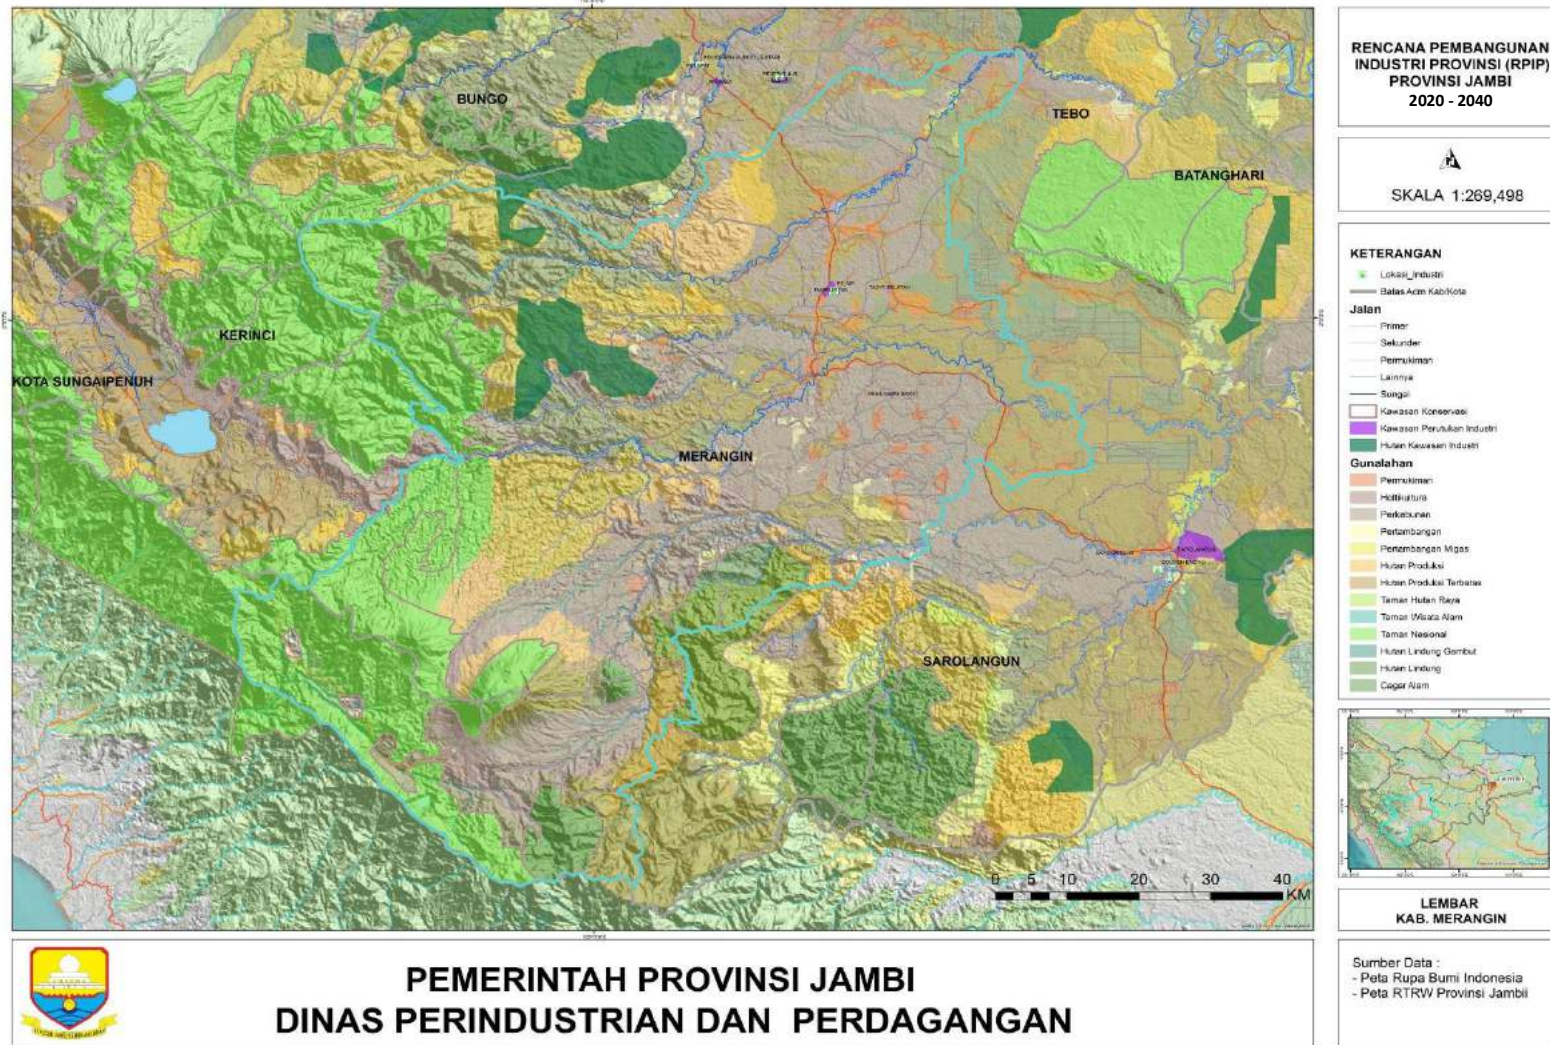 BUNGO
TEBO
BATANGHARI
KERINCI
KOTA SUNGAIPENUH
MERANGIN
SAROLANGUN
0 5 10 20 30 40
KM
PEMERINTAH PROVINSI JAMBI
DINAS PERINDUSTRIAN DAN PERDAGANGAN
RENCANA PEMBANGUNAN
INDUSTRI PROVINSI (RPIP)
PROVINSI JAMBI
2020 - 2040
SKALA 1:269,498
KETERANGAN
Lokasi_Industri
Batas Adm Kab/Kota
Jalan
Primer
Sekunder
Permukiman
Lainnya
Sungai
Kawasan Konservasi
Kawasan Perutukan Industri
Hutan Kawasan Industri
Gunalahan
Permukiman
Holtikultura
Perkebunan
Pertambangan
Pertambangan Migas
Hutan Produksi
Hutan Produksi Terbatas
Taman Hutan Raya
Taman Wisata Alam
Taman Nasional
Hutan Lindung Gambut
Hutan Lindung
Cagar Alam
LEMBAR
KAB. MERANGIN
Sumber Data :
- Peta Rupa Bumi Indonesia
- Peta RTRW Provinsi Jambii